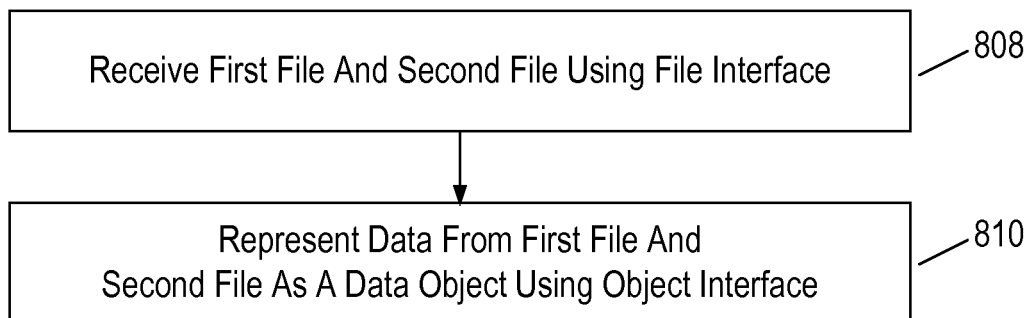 Receive First File And Second File Using File Interface
808
Represent Data From First File And
Second File As A Data Object Using Object Interface
810